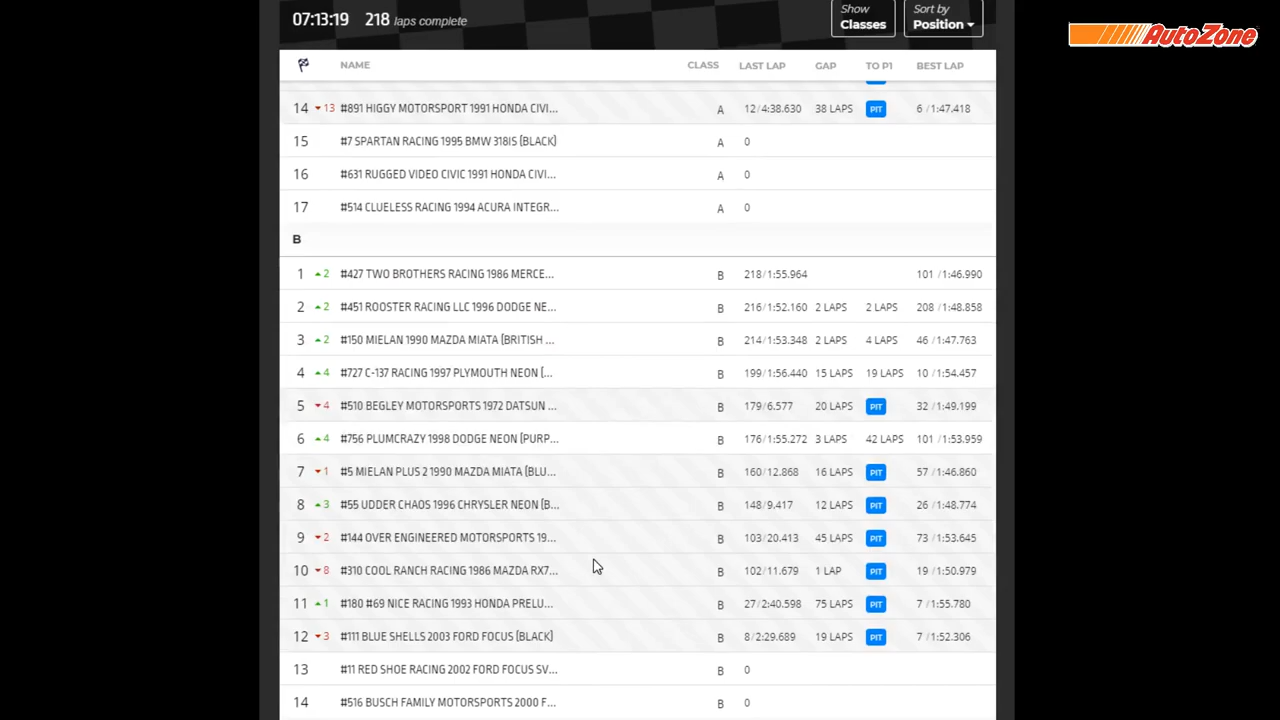 07:13:19 218 laps complete
Show Classes
Sort by Position
AutoZone
NAME CLASS LAST LAP GAP TO P1 BEST LAP
14 13 #891 HIGGY MOTORSPORT 1991 HONDA CIVI... A 12/4:38.630 38 LAPS PIT 6 /1:47.418
15 #7 SPARTAN RACING 1995 BMW 318IS (BLACK) A 0
16 #631 RUGGED VIDEO CIVIC 1991 HONDA CIVI... A 0
17 #514 CLUELESS RACING 1994 ACURA INTEGR... A 0
B
1 2 #427 TWO BROTHERS RACING 1986 MERCE... B 218/1:55.964 101 /1:46.990
2 2 #451 ROOSTER RACING LLC 1996 DODGE NE... B 216/1:52.160 2 LAPS 2 LAPS 208 /1:48.858
3 2 #150 MIELAN 1990 MAZDA MIATA (BRITISH ... B 214/1:53.348 2 LAPS 4 LAPS 46 /1:47.763
4 4 #727 C-137 RACING 1997 PLYMOUTH NEON (... B 199/1:56.440 15 LAPS 19 LAPS 10 /1:54.457
5 4 #510 BEGLEY MOTORSPORTS 1972 DATSUN ... B 179/6.577 20 LAPS PIT 32 /1:49.199
6 4 #756 PLUMCRAZY 1998 DODGE NEON (PURP... B 176/1:55.272 3 LAPS 42 LAPS 101 /1:53.959
7 1 #5 MIELAN PLUS 2 1990 MAZDA MIATA (BLU... B 160/12.868 16 LAPS PIT 57 /1:46.860
8 3 #55 UDDER CHAOS 1996 CHRYSLER NEON (B... B 148/9.417 12 LAPS PIT 26 /1:48.774
9 2 #144 OVER ENGINEERED MOTORSPORTS 19... B 103/20.413 45 LAPS PIT 73 /1:53.645
10 8 #310 COOL RANCH RACING 1986 MAZDA RX7... B 102/11.679 1 LAP PIT 19 /1:50.979
11 1 #180 #69 NICE RACING 1993 HONDA PRELU... B 27/2:40.598 75 LAPS PIT 7 /1:55.780
12 3 #111 BLUE SHELLS 2003 FORD FOCUS (BLACK) B 8/2:29.689 19 LAPS PIT 7 /1:52.306
13 #11 RED SHOE RACING 2002 FORD FOCUS SV... B 0
14 #516 BUSCH FAMILY MOTORSPORTS 2000 F... B 0